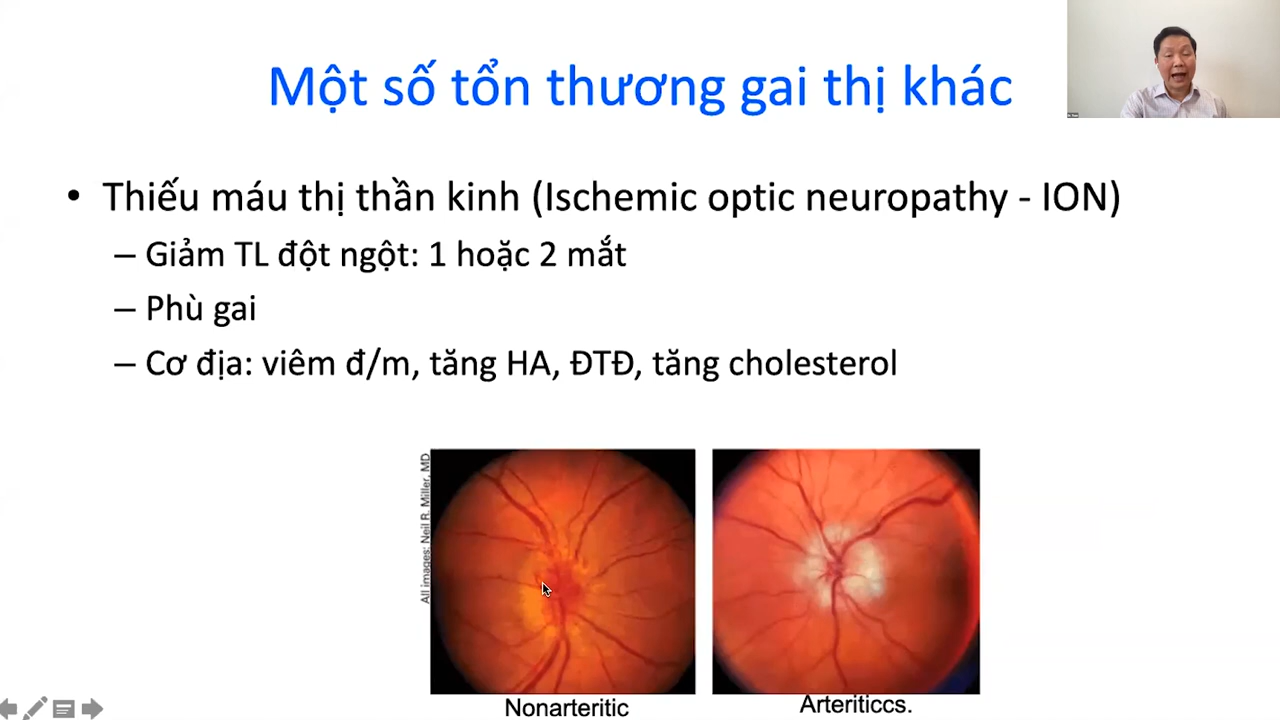 Một số tổn thương gai thị khác
• Thiếu máu thị thần kinh (Ischemic optic neuropathy - ION)
– Giảm TL đột ngột: 1 hoặc 2 mắt
– Phù gai
– Cơ địa: viêm đ/m, tăng HA, ĐTĐ, tăng cholesterol
All images: Neil R. Miller, MD
Nonarteritic
Arteriticcs.